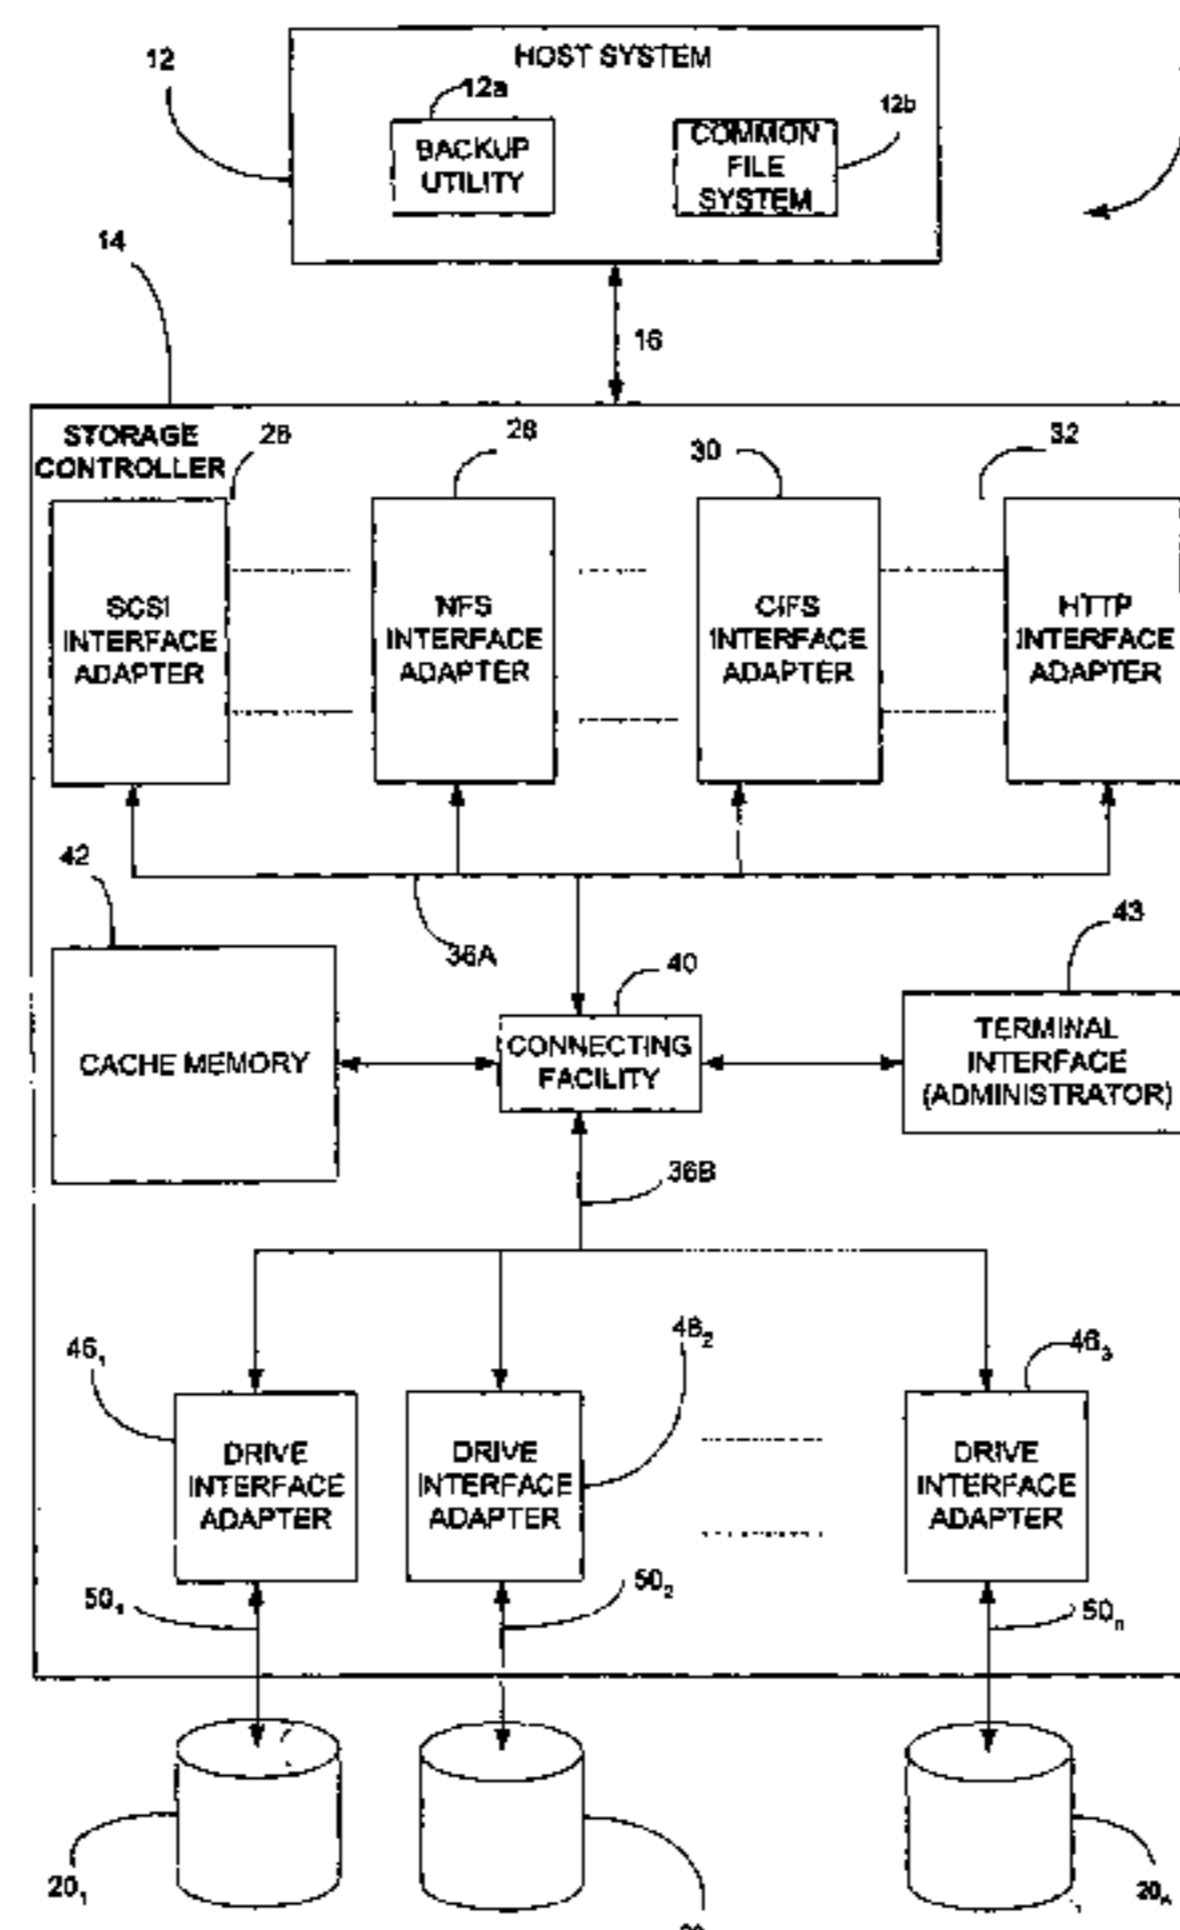 HOST SYSTEM
12
12a
12b
BACKUP
UTILITY
COMMON
FILE
SYSTEM
14
16
STORAGE
CONTROLLER
26
28
30
32
SCSI
INTERFACE
ADAPTER
NFS
INTERFACE
ADAPTER
CIFS
INTERFACE
ADAPTER
HTTP
INTERFACE
ADAPTER
42
36A
40
43
CACHE MEMORY
CONNECTING
FACILITY
TERMINAL
INTERFACE
(ADMINISTRATOR)
36B
46₁
46₂
46₃
DRIVE
INTERFACE
ADAPTER
DRIVE
INTERFACE
ADAPTER
DRIVE
INTERFACE
ADAPTER
50₁
50₂
50ₙ
20₁